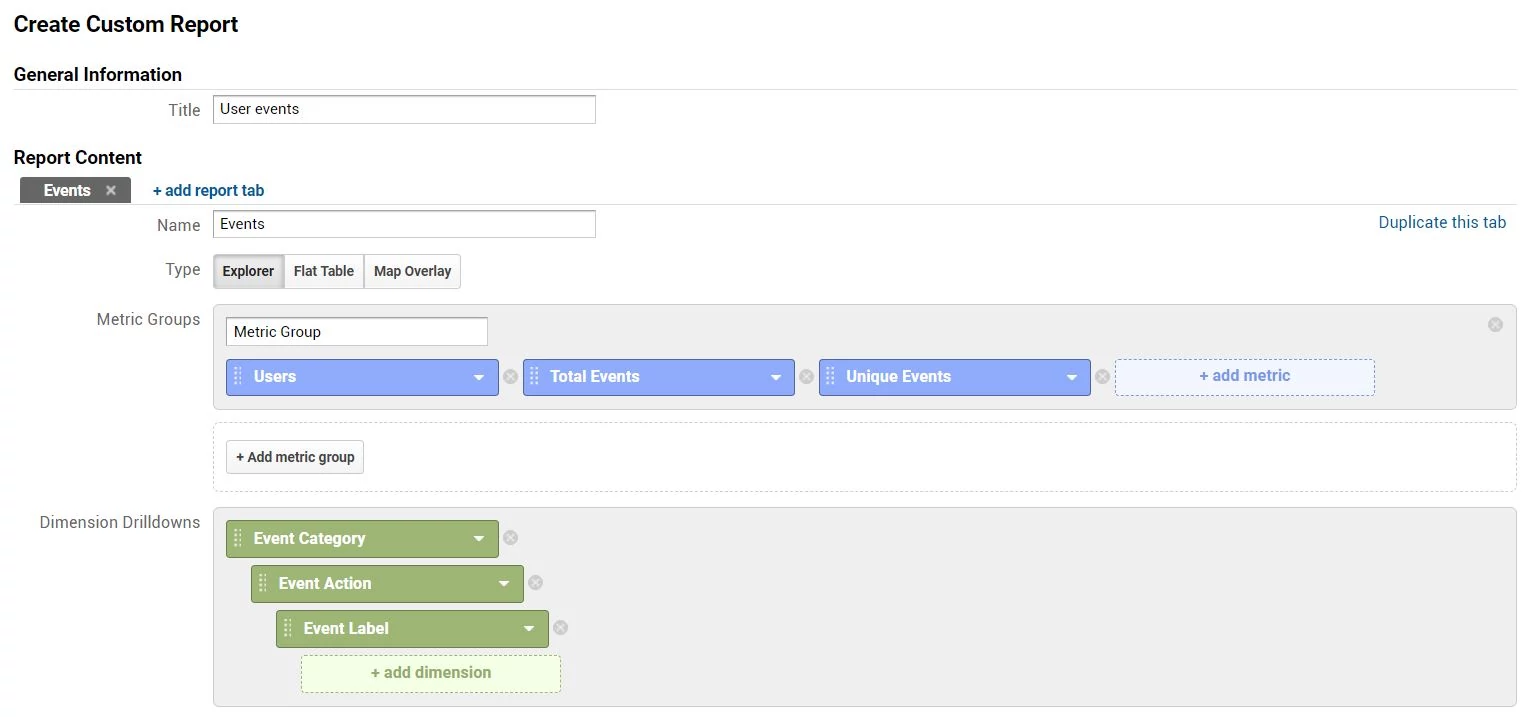 Create Custom Report
General Information
Title User events
Report Content
Events + add report tab
Name Events Duplicate this tab
Type Explorer Flat Table Map Overlay
Metric Groups
Metric Group
Users Total Events Unique Events + add metric
+ Add metric group
Dimension Drilldowns
Event Category
Event Action
Event Label
+ add dimension